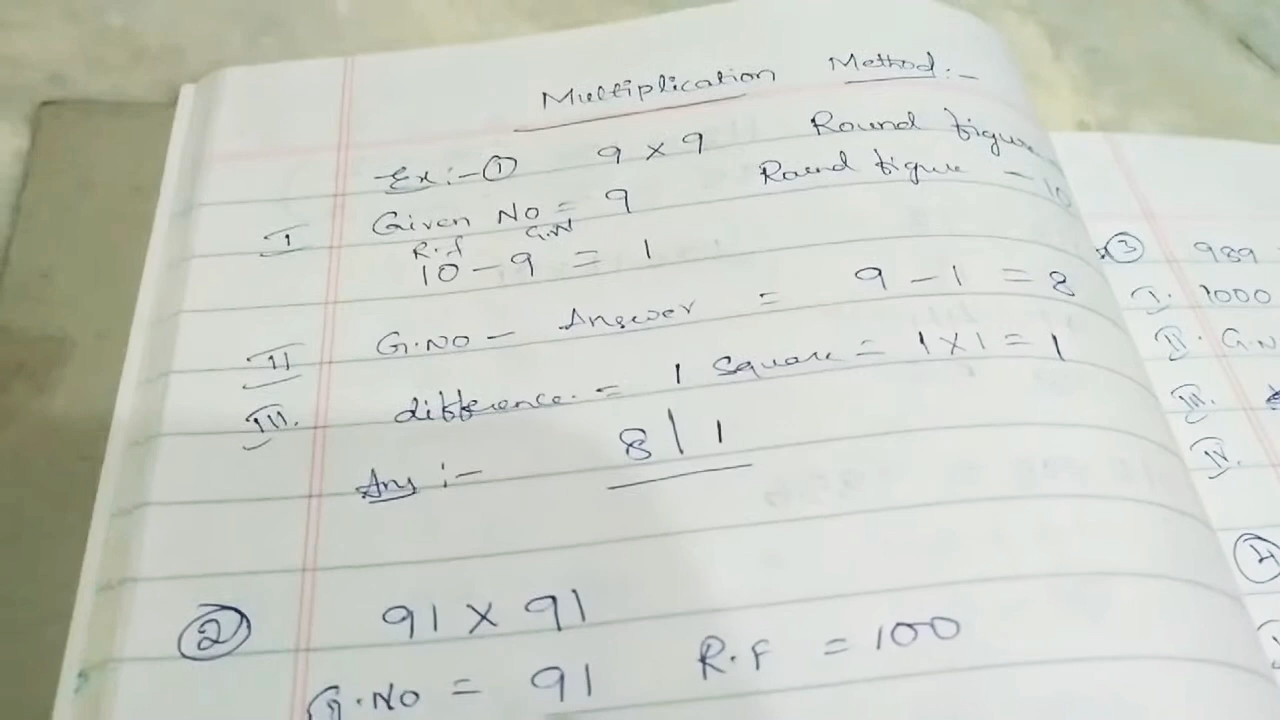 Multiplication Method:-
Ex:- ① 9 × 9 Round figure
I Given No = 9 Round figure - 10
R.f G.N
10 - 9 = 1
II G.NO - Answer = 9 - 1 = 8
III. difference = 1 Square = 1 × 1 = 1
Ans :- 8 | 1
② 91 × 91
G.NO = 91 R.F = 100
③ 989
I. 1000
II. G.N
III.
IV.
④